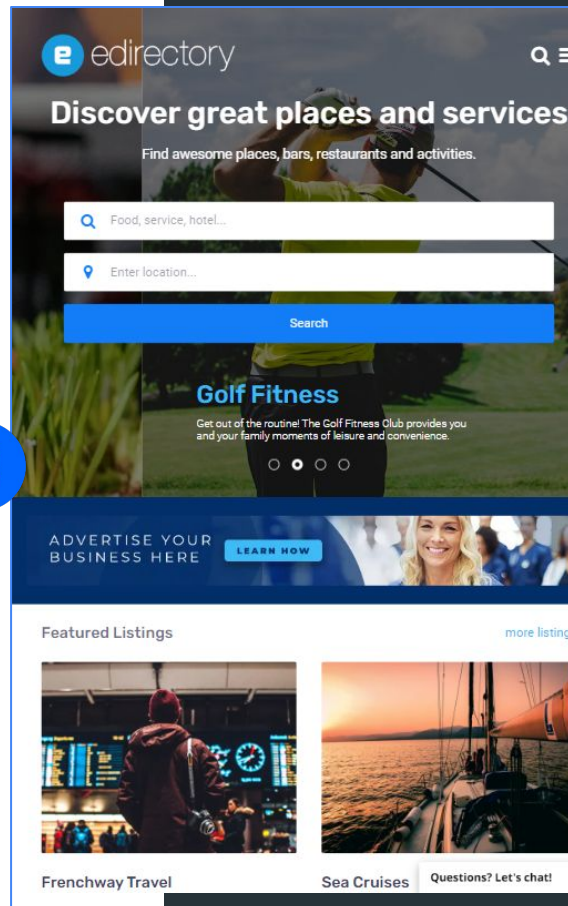 e edirectory
Discover great places and services
Find awesome places, bars, restaurants and activities.
Food, service, hotel...
Enter location...
Search
Golf Fitness
Get out of the routine! The Golf Fitness Club provides you
and your family moments of leisure and convenience.
ADVERTISE YOUR
BUSINESS HERE
LEARN HOW
Featured Listings
more listing
Frenchway Travel
Sea Cruises
Questions? Let's chat!